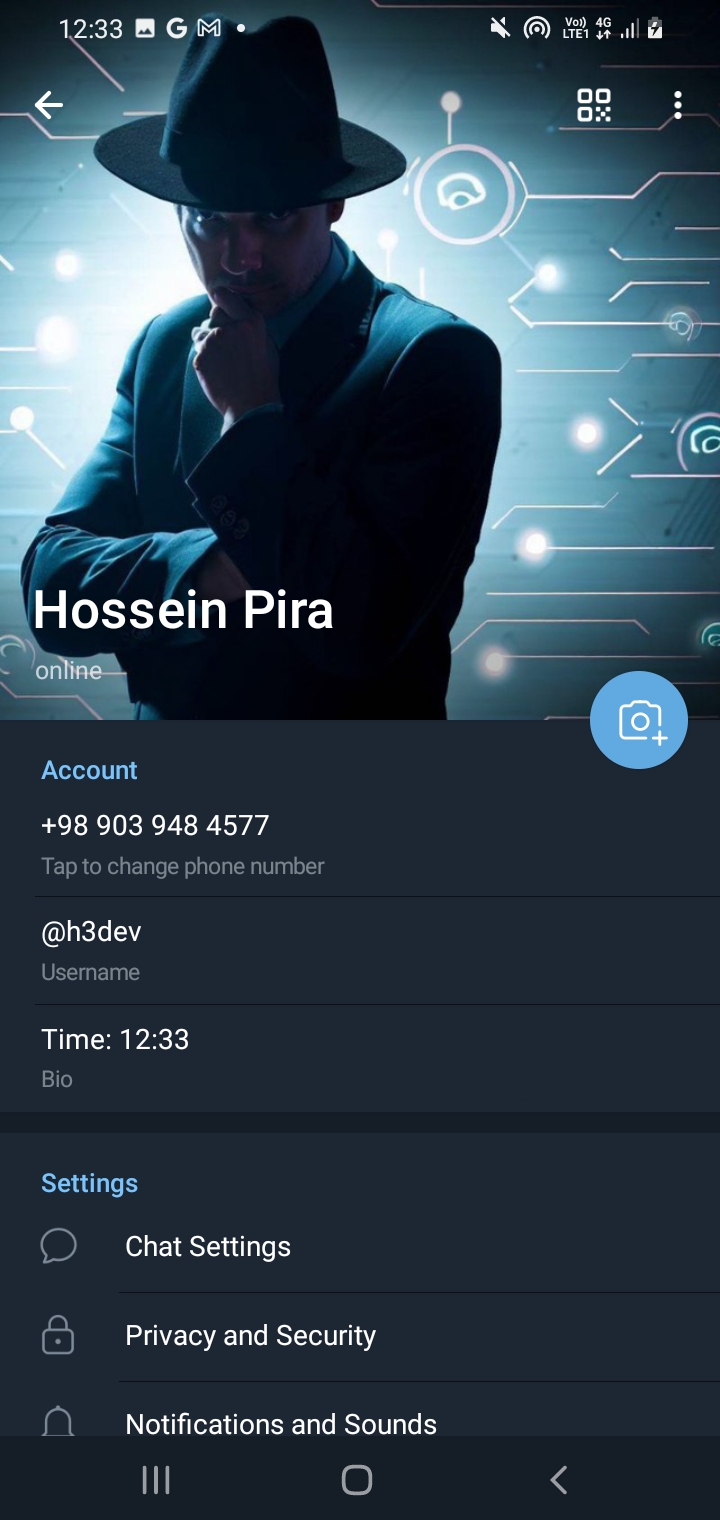 12:33
Vo)) 4G
LTE1
Hossein Pira
online
Account
+98 903 948 4577
Tap to change phone number
@h3dev
Username
Time: 12:33
Bio
Settings
Chat Settings
Privacy and Security
Notifications and Sounds